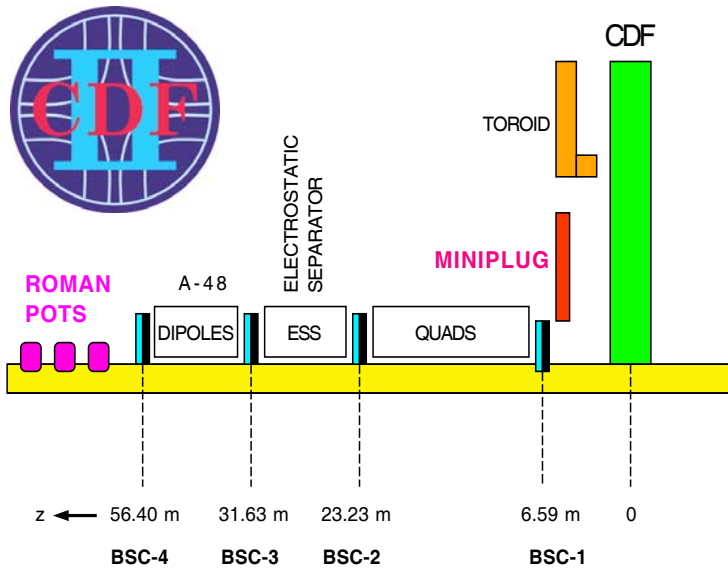 CDF
II
CDF
TOROID
ELECTROSTATIC
SEPARATOR
MINIPLUG
ROMAN
POTS
A-48
DIPOLES
ESS
QUADS
z
56.40 m
31.63 m
23.23 m
6.59 m
0
BSC-4
BSC-3
BSC-2
BSC-1